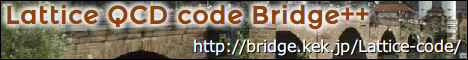 Lattice QCD code Bridge++
http://bridge.kek.jp/Lattice-code/